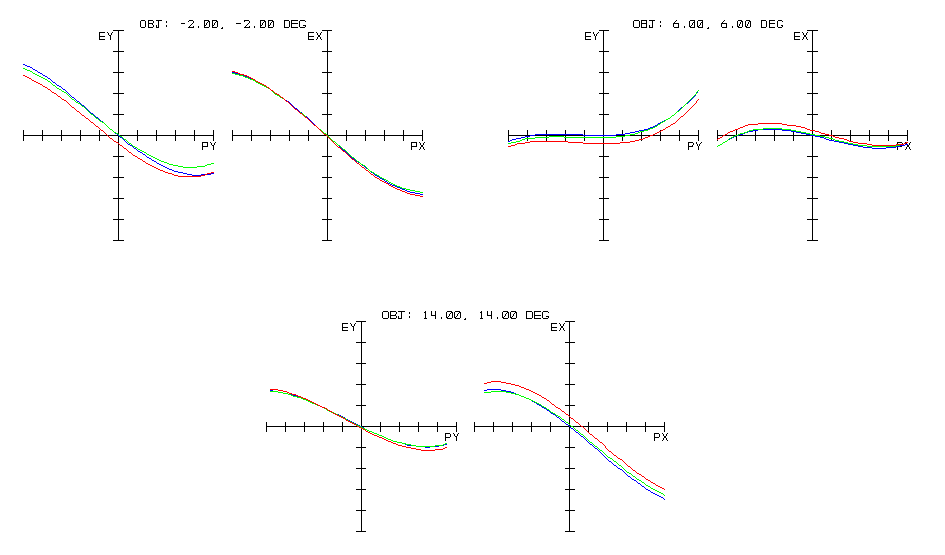 OBJ: -2.00, -2.00 DEG
EY
EX
PY
PX
OBJ: 6.00, 6.00 DEG
EY
EX
PY
PX
OBJ: 14.00, 14.00 DEG
EY
EX
PY
PX